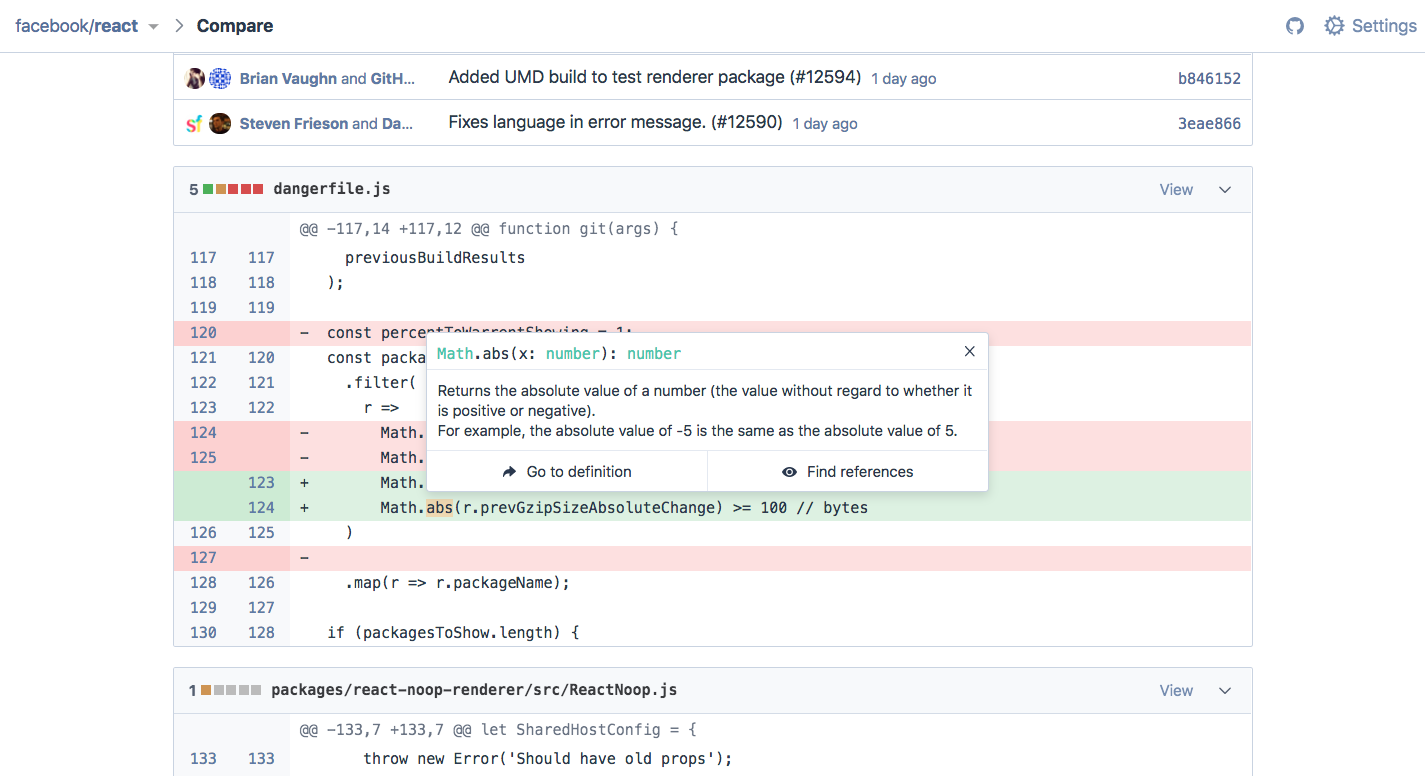 facebook/react > Compare Settings
Brian Vaughn and GitH... Added UMD build to test renderer package (#12594) 1 day ago b846152
sf Steven Frieson and Da... Fixes language in error message. (#12590) 1 day ago 3eae866
5 dangerfile.js View
@@ -117,14 +117,12 @@ function git(args) {
117 117 previousBuildResults
118 118 );
119 119
120 - const percentToWarrentShowing = 1;
121 120 const packa
Math.abs(x: number): number
122 121 .filter(
Returns the absolute value of a number (the value without regard to whether it
123 122 r =>
is positive or negative).
124 - Math.
For example, the absolute value of -5 is the same as the absolute value of 5.
125 - Math.
Go to definition Find references
123 + Math.
124 + Math.abs(r.prevGzipSizeAbsoluteChange) >= 100 // bytes
126 125 )
127 -
128 126 .map(r => r.packageName);
129 127
130 128 if (packagesToShow.length) {
1 packages/react-noop-renderer/src/ReactNoop.js View
@@ -133,7 +133,7 @@ let SharedHostConfig = {
133 133 throw new Error('Should have old props');